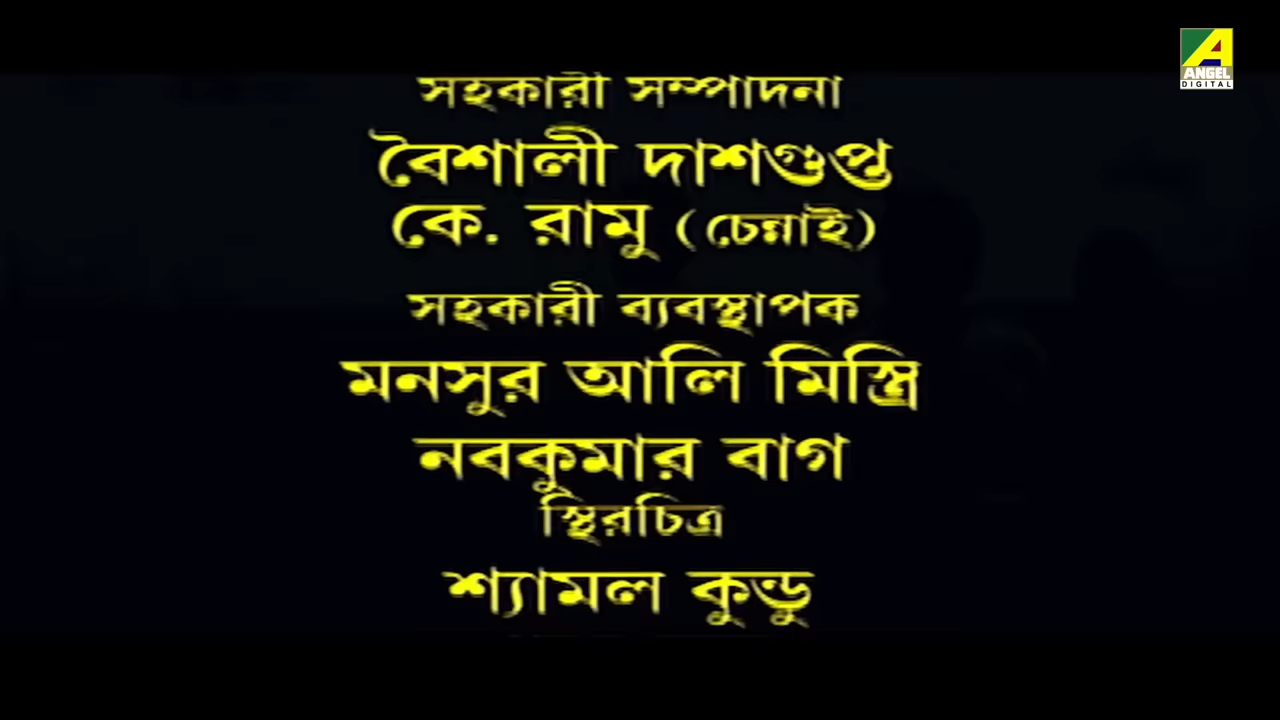 ANGEL
DIGITAL
সহকারী সম্পাদনা
বৈশালী দাশগুপ্ত
কে. রামু (চেন্নাই)
সহকারী ব্যবস্থাপক
মনসুর আলি মিস্ত্রি
নবকুমার বাগ
স্থিরচিত্র
শ্যামল কুন্ডু